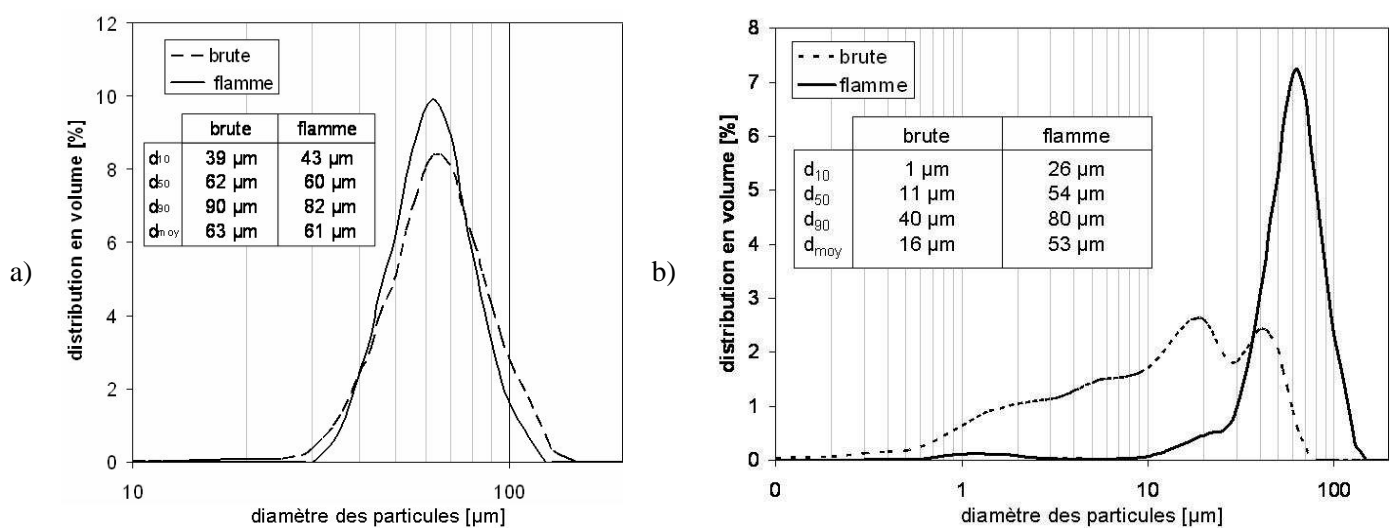 a)
12
10
8
6
4
2
0
distribution en volume [%]
brute
flamme
brute flamme
d10 39 µm 43 µm
d50 62 µm 60 µm
d90 90 µm 82 µm
dmoy 63 µm 61 µm
10 100
diamètre des particules [µm]
b)
8
7
6
5
4
3
2
1
0
distribution en volume [%]
brute
flamme
brute flamme
d10 1 µm 26 µm
d50 11 µm 54 µm
d90 40 µm 80 µm
dmoy 16 µm 53 µm
0 1 10 100
diamètre des particules [µm]